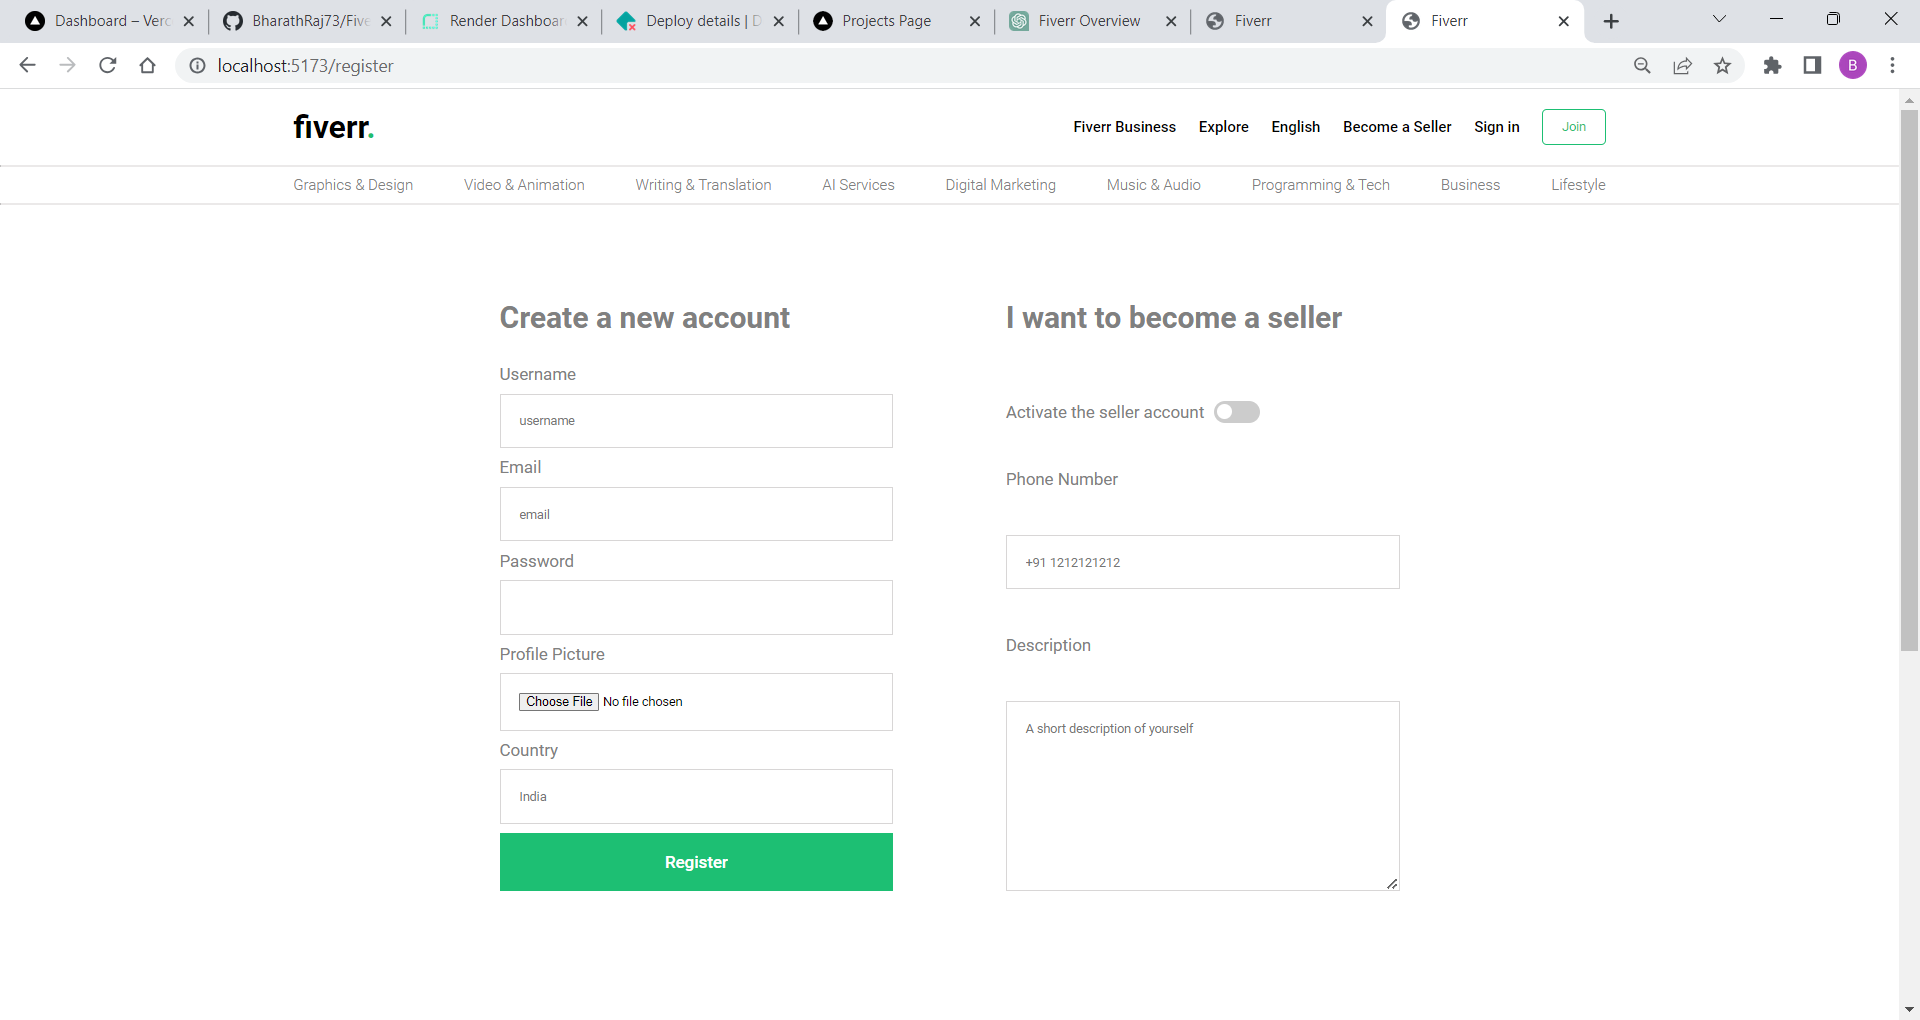 Dashboard – Verc
BharathRaj73/Five
Render Dashboar
Deploy details | D
Projects Page
Fiverr Overview
Fiverr
Fiverr
localhost:5173/register
B
fiverr.
Fiverr Business
Explore
English
Become a Seller
Sign in
Join
Graphics & Design
Video & Animation
Writing & Translation
AI Services
Digital Marketing
Music & Audio
Programming & Tech
Business
Lifestyle
Create a new account
Username
username
Email
email
Password
Profile Picture
Choose File No file chosen
Country
India
Register
I want to become a seller
Activate the seller account
Phone Number
+91 1212121212
Description
A short description of yourself